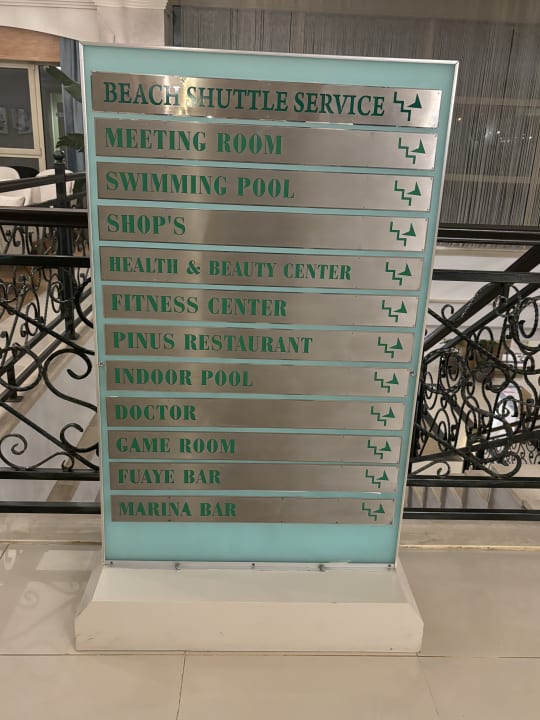 BEACH SHUTTLE SERVICE
MEETING ROOM
SWIMMING POOL
SHOP'S
HEALTH & BEAUTY CENTER
FITNESS CENTER
PINUS RESTAURANT
INDOOR POOL
DOCTOR
GAME ROOM
FUAYE BAR
MARINA BAR